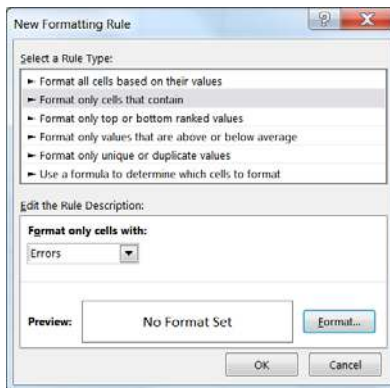 New Formatting Rule
Select a Rule Type:
► Format all cells based on their values
► Format only cells that contain
► Format only top or bottom ranked values
► Format only values that are above or below average
► Format only unique or duplicate values
► Use a formula to determine which cells to format
Edit the Rule Description:
Format only cells with:
Errors
Preview:
No Format Set
Format...
OK
Cancel